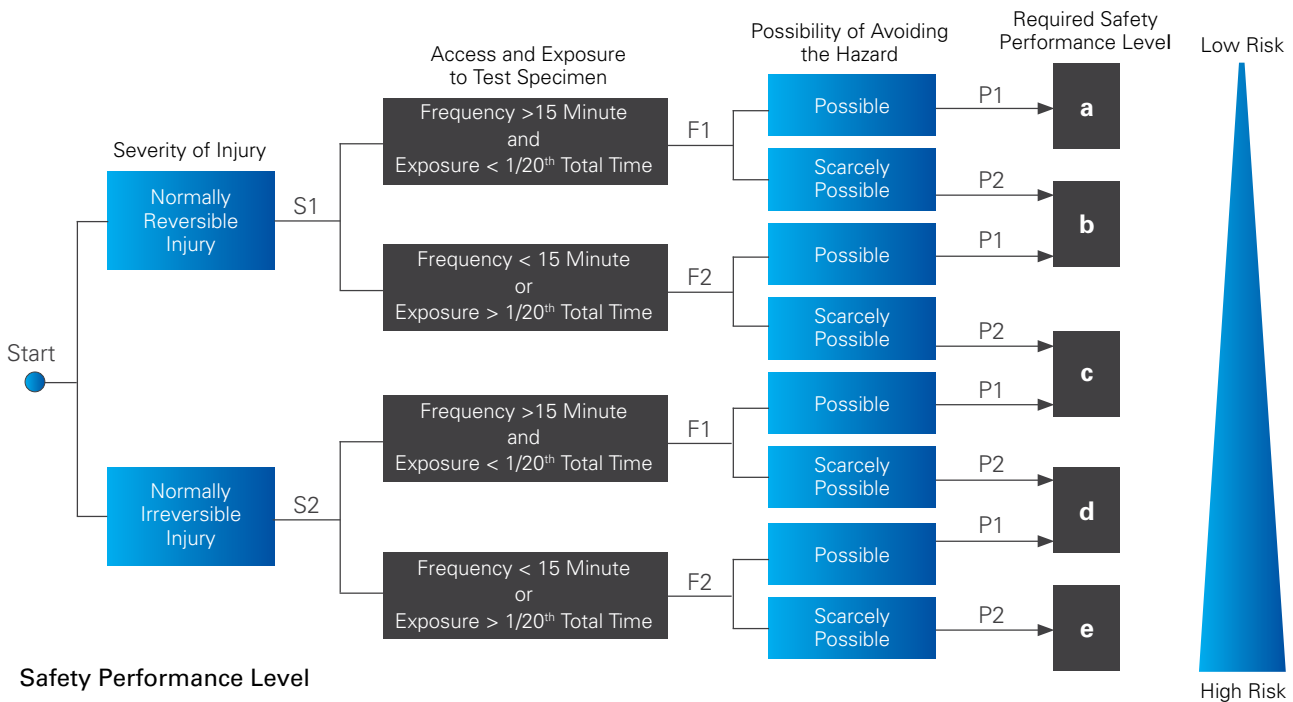 Severity of Injury
Access and Exposure
to Test Specimen
Possibility of Avoiding
the Hazard
Required Safety
Performance Level
Low Risk
Start
Normally
Reversible
Injury
S1
Frequency >15 Minute
and
Exposure < 1/20th Total Time
F1
Possible
P1
a
Scarcely
Possible
P2
b
Frequency < 15 Minute
or
Exposure > 1/20th Total Time
F2
Possible
P1
Scarcely
Possible
P2
c
Normally
Irreversible
Injury
S2
Frequency >15 Minute
and
Exposure < 1/20th Total Time
F1
Possible
P1
Scarcely
Possible
P2
d
Frequency < 15 Minute
or
Exposure > 1/20th Total Time
F2
Possible
P1
Scarcely
Possible
P2
e
Safety Performance Level
High Risk